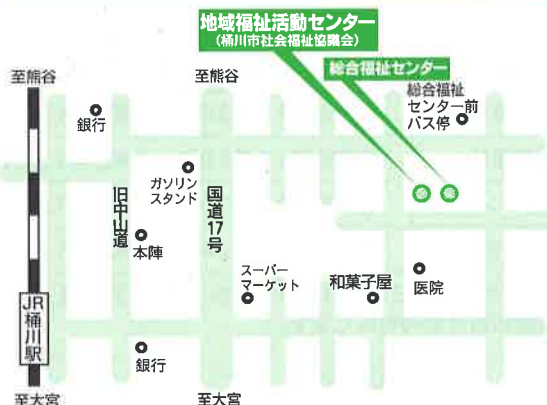 地域福祉活動センター
(桶川市社会福祉協議会)
総合福祉センター
至熊谷
至熊谷
総合福祉
センター前
バス停
銀行
ガソリン
スタンド
旧中山道
国道17号
本陣
スーパー
マーケット
和菓子屋
医院
JR桶川駅
銀行
至大宮
至大宮